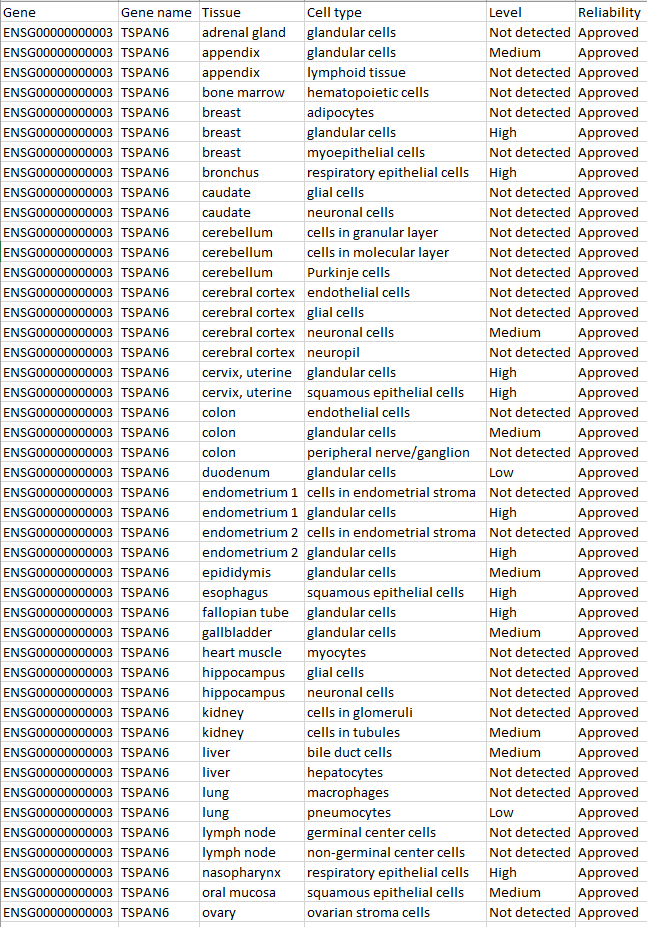 Gene Gene name Tissue Cell type Level Reliability
ENSG00000000003 TSPAN6 adrenal gland glandular cells Not detected Approved
ENSG00000000003 TSPAN6 appendix glandular cells Medium Approved
ENSG00000000003 TSPAN6 appendix lymphoid tissue Not detected Approved
ENSG00000000003 TSPAN6 bone marrow hematopoietic cells Not detected Approved
ENSG00000000003 TSPAN6 breast adipocytes Not detected Approved
ENSG00000000003 TSPAN6 breast glandular cells High Approved
ENSG00000000003 TSPAN6 breast myoepithelial cells Not detected Approved
ENSG00000000003 TSPAN6 bronchus respiratory epithelial cells High Approved
ENSG00000000003 TSPAN6 caudate glial cells Not detected Approved
ENSG00000000003 TSPAN6 caudate neuronal cells Not detected Approved
ENSG00000000003 TSPAN6 cerebellum cells in granular layer Not detected Approved
ENSG00000000003 TSPAN6 cerebellum cells in molecular layer Not detected Approved
ENSG00000000003 TSPAN6 cerebellum Purkinje cells Not detected Approved
ENSG00000000003 TSPAN6 cerebral cortex endothelial cells Not detected Approved
ENSG00000000003 TSPAN6 cerebral cortex glial cells Not detected Approved
ENSG00000000003 TSPAN6 cerebral cortex neuronal cells Medium Approved
ENSG00000000003 TSPAN6 cerebral cortex neuropil Not detected Approved
ENSG00000000003 TSPAN6 cervix, uterine glandular cells High Approved
ENSG00000000003 TSPAN6 cervix, uterine squamous epithelial cells High Approved
ENSG00000000003 TSPAN6 colon endothelial cells Not detected Approved
ENSG00000000003 TSPAN6 colon glandular cells Medium Approved
ENSG00000000003 TSPAN6 colon peripheral nerve/ganglion Not detected Approved
ENSG00000000003 TSPAN6 duodenum glandular cells Low Approved
ENSG00000000003 TSPAN6 endometrium 1 cells in endometrial stroma Not detected Approved
ENSG00000000003 TSPAN6 endometrium 1 glandular cells High Approved
ENSG00000000003 TSPAN6 endometrium 2 cells in endometrial stroma Not detected Approved
ENSG00000000003 TSPAN6 endometrium 2 glandular cells High Approved
ENSG00000000003 TSPAN6 epididymis glandular cells Medium Approved
ENSG00000000003 TSPAN6 esophagus squamous epithelial cells High Approved
ENSG00000000003 TSPAN6 fallopian tube glandular cells High Approved
ENSG00000000003 TSPAN6 gallbladder glandular cells Medium Approved
ENSG00000000003 TSPAN6 heart muscle myocytes Not detected Approved
ENSG00000000003 TSPAN6 hippocampus glial cells Not detected Approved
ENSG00000000003 TSPAN6 hippocampus neuronal cells Not detected Approved
ENSG00000000003 TSPAN6 kidney cells in glomeruli Not detected Approved
ENSG00000000003 TSPAN6 kidney cells in tubules Medium Approved
ENSG00000000003 TSPAN6 liver bile duct cells Medium Approved
ENSG00000000003 TSPAN6 liver hepatocytes Not detected Approved
ENSG00000000003 TSPAN6 lung macrophages Not detected Approved
ENSG00000000003 TSPAN6 lung pneumocytes Low Approved
ENSG00000000003 TSPAN6 lymph node germinal center cells Not detected Approved
ENSG00000000003 TSPAN6 lymph node non-germinal center cells Not detected Approved
ENSG00000000003 TSPAN6 nasopharynx respiratory epithelial cells High Approved
ENSG00000000003 TSPAN6 oral mucosa squamous epithelial cells Medium Approved
ENSG00000000003 TSPAN6 ovary ovarian stroma cells Not detected Approved